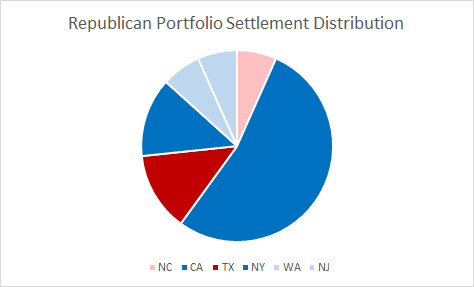 Republican Portfolio Settlement Distribution
NC CA TX NY WA NJ